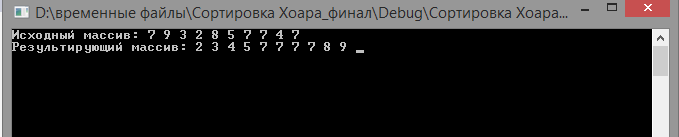 D:\временные файлы\Сортировка Хоара_финал\Debug\Сортировка Хоара...
Исходный массив: 7 9 3 2 8 5 7 7 4 7
Результирующий массив: 2 3 4 5 7 7 7 7 8 9